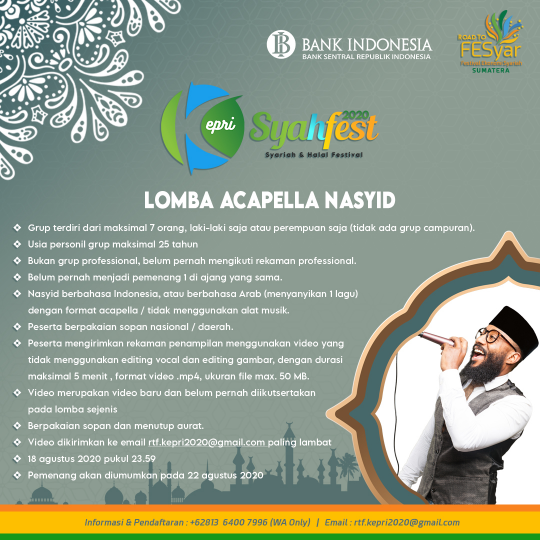 BANK INDONESIA
BANK SENTRAL REPUBLIK INDONESIA
ROAD TO
FESyar
Festival Ekonomi Syariah
SUMATERA
Kepri Syahfest 2020
Syariah & Halal Festival
LOMBA ACAPELLA NASYID
Grup terdiri dari maksimal 7 orang, laki-laki saja atau perempuan saja (tidak ada grup campuran).
Usia personil grup maksimal 25 tahun
Bukan grup professional, belum pernah mengikuti rekaman professional.
Belum pernah menjadi pemenang 1 di ajang yang sama.
Nasyid berbahasa Indonesia, atau berbahasa Arab (menyanyikan 1 lagu)
dengan format acapella / tidak menggunakan alat musik.
Peserta berpakaian sopan nasional / daerah.
Peserta mengirimkan rekaman penampilan menggunakan video yang
tidak menggunakan editing vocal dan editing gambar, dengan durasi
maksimal 5 menit , format video .mp4, ukuran file max. 50 MB.
Video merupakan video baru dan belum pernah diikutsertakan
pada lomba sejenis
Berpakaian sopan dan menutup aurat.
Video dikirimkan ke email rtf.kepri2020@gmail.com paling lambat
18 agustus 2020 pukul 23.59
Pemenang akan diumumkan pada 22 agustus 2020
Informasi & Pendaftaran : +62813 6400 7996 (WA Only) | Email : rtf.kepri2020@gmail.com